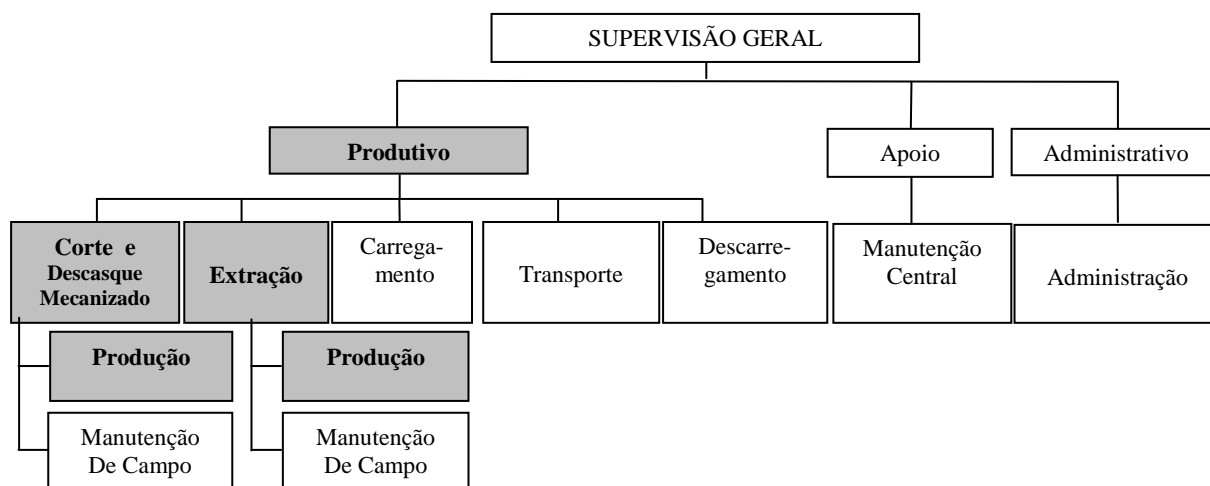 SUPERVISÃO GERAL
Produtivo
Apoio
Administrativo
Corte e
Descasque
Mecanizado
Extração
Carrega-
mento
Transporte
Descarre-
gamento
Manutenção
Central
Administração
Produção
Produção
Manutenção
De Campo
Manutenção
De Campo